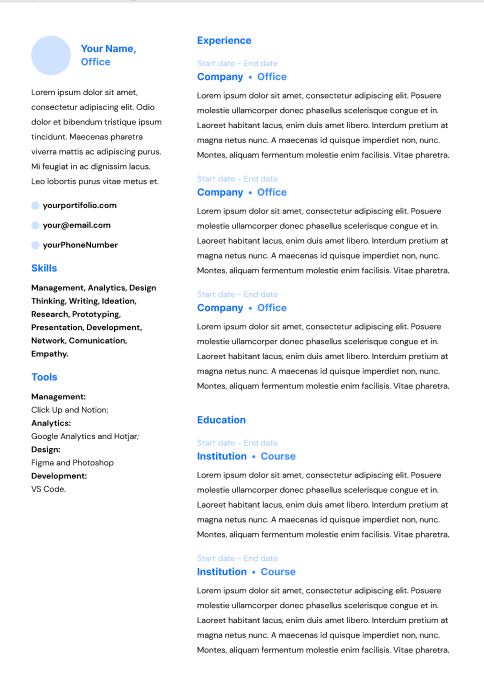 Your Name,
Office
Lorem ipsum dolor sit amet,
consectetur adipiscing elit. Odio
dolor et bibendum tristique ipsum
tincidunt. Maecenas pharetra
viverra mattis ac adipiscing purus.
Mi feugiat in ac dignissim lacus.
Leo lobortis purus vitae metus et.
yourportifolio.com
your@email.com
yourPhoneNumber
Skills
Management, Analytics, Design
Thinking, Writing, Ideation,
Research, Prototyping,
Presentation, Development,
Network, Comunication,
Empathy.
Tools
Management:
Click Up and Notion;
Analytics:
Google Analytics and Hotjar;
Design:
Figma and Photoshop
Development:
VS Code.
Experience
Start date - End date
Company • Office
Lorem ipsum dolor sit amet, consectetur adipiscing elit. Purus
molestie ullamcorper donec phasellus scelerisque congue et in.
Laoreet habitant lacus, enim duis amet libero. Interdum pretium at
magna netus nunc. A maecenas id quisque imperdiet non, nunc.
Montes, aliquam fermentum molestie enim facilisis. Vitae pharetra.
Start date - End date
Company • Office
Lorem ipsum dolor sit amet, consectetur adipiscing elit. Purus
molestie ullamcorper donec phasellus scelerisque congue et in.
Laoreet habitant lacus, enim duis amet libero. Interdum pretium at
magna netus nunc. A maecenas id quisque imperdiet non, nunc.
Montes, aliquam fermentum molestie enim facilisis. Vitae pharetra.
Start date - End date
Company • Office
Lorem ipsum dolor sit amet, consectetur adipiscing elit. Purus
molestie ullamcorper donec phasellus scelerisque congue et in.
Laoreet habitant lacus, enim duis amet libero. Interdum pretium at
magna netus nunc. A maecenas id quisque imperdiet non, nunc.
Montes, aliquam fermentum molestie enim facilisis. Vitae pharetra.
Education
Start date - End date
Institution • Course
Lorem ipsum dolor sit amet, consectetur adipiscing elit. Purus
molestie ullamcorper donec phasellus scelerisque congue et in.
Laoreet habitant lacus, enim duis amet libero. Interdum pretium at
magna netus nunc. A maecenas id quisque imperdiet non, nunc.
Montes, aliquam fermentum molestie enim facilisis. Vitae pharetra.
Start date - End date
Institution • Course
Lorem ipsum dolor sit amet, consectetur adipiscing elit. Purus
molestie ullamcorper donec phasellus scelerisque congue et in.
Laoreet habitant lacus, enim duis amet libero. Interdum pretium at
magna netus nunc. A maecenas id quisque imperdiet non, nunc.
Montes, aliquam fermentum molestie enim facilisis. Vitae pharetra.